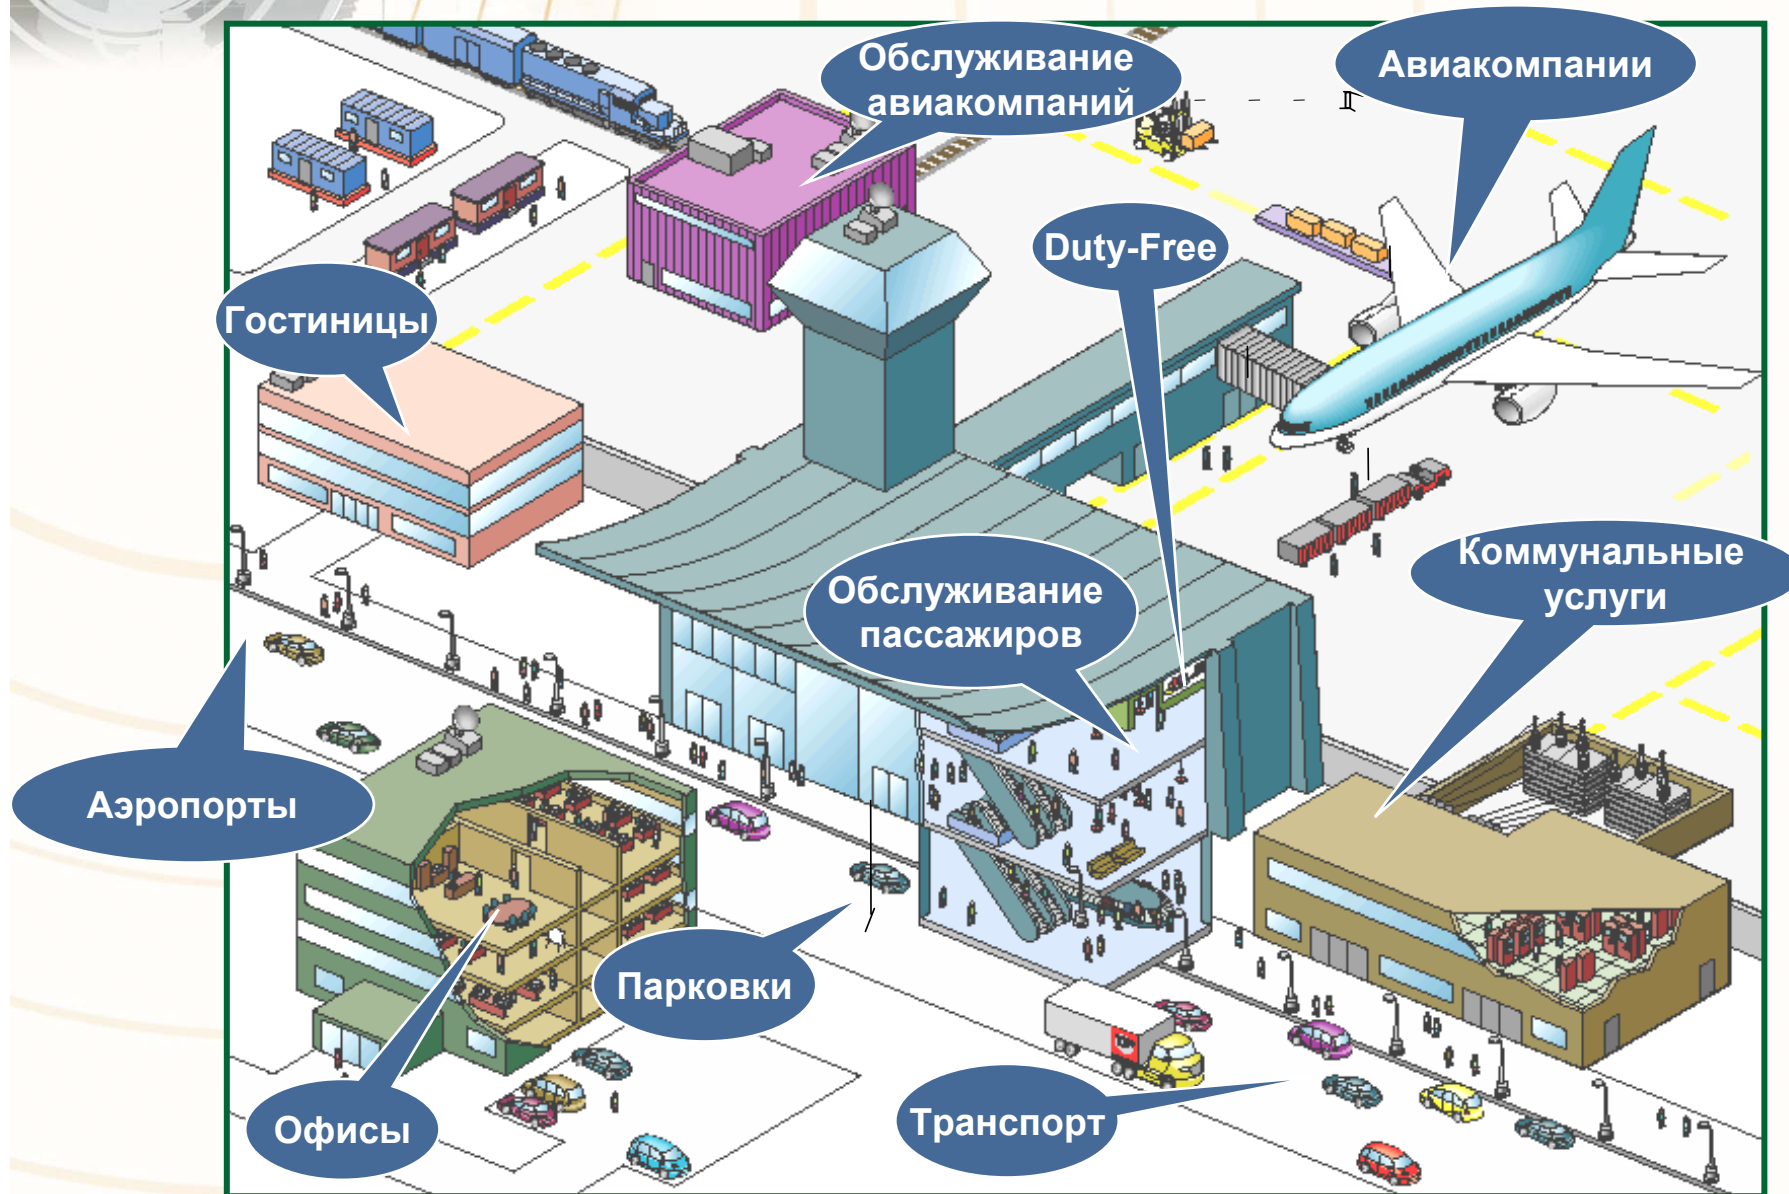 Обслуживание
авиакомпаний
Авиакомпании
Duty-Free
Гостиницы
Обслуживание
пассажиров
Коммунальные
услуги
Аэропорты
Парковки
Офисы
Транспорт